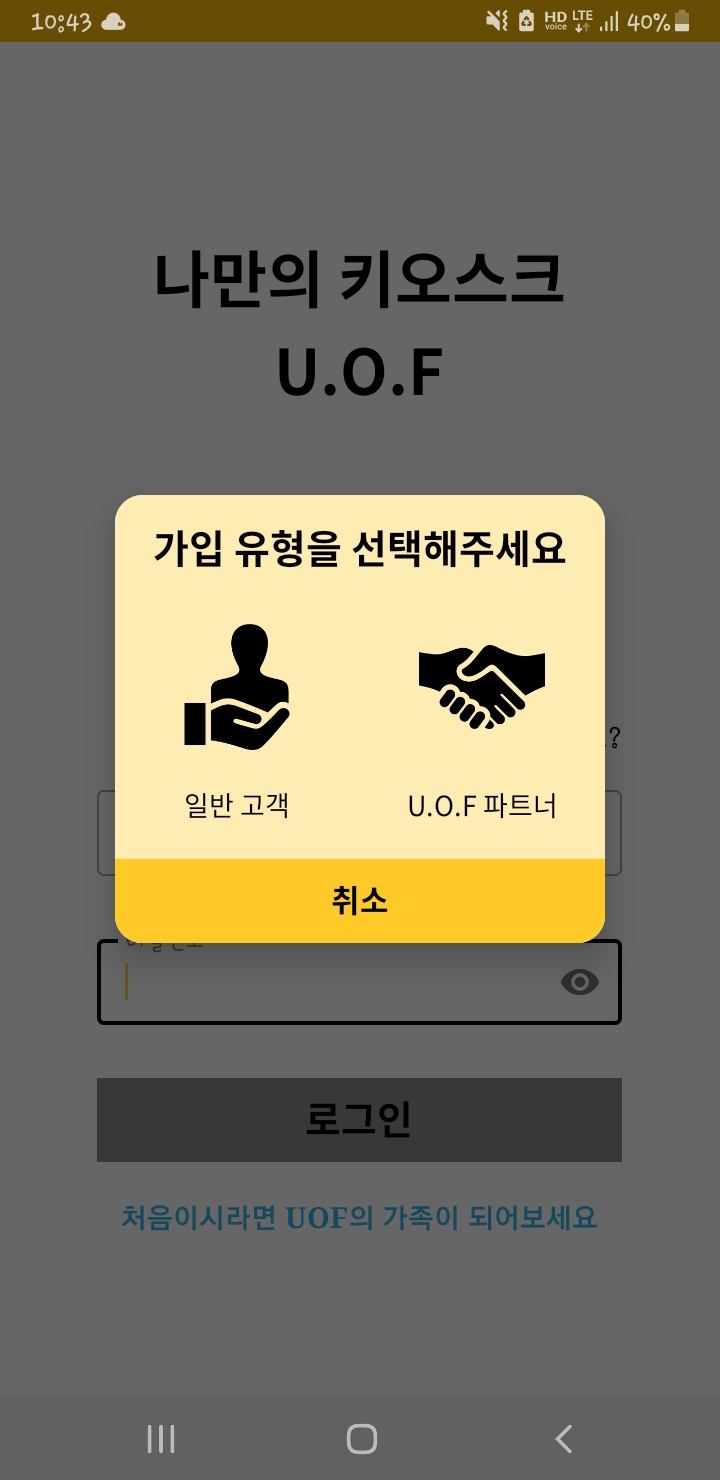 10:43
HD voice LTE 40%
나만의 키오스크
U.O.F
가입 유형을 선택해주세요
?
일반 고객 U.O.F 파트너
취소
로그인
처음이시라면 UOF의 가족이 되어보세요